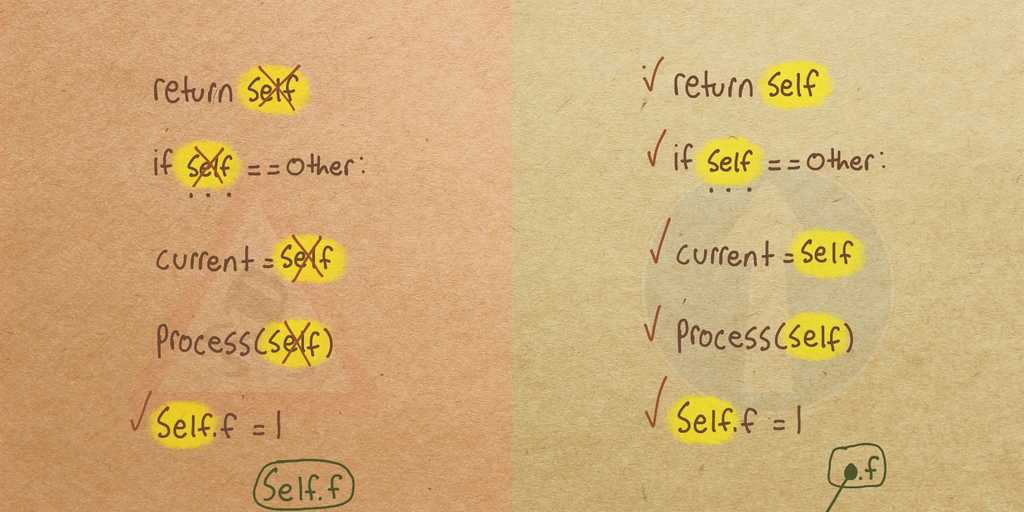 return Self
if Self == Other:
...
current = Self
Process(self)
✓ Self.f = 1
Self.f
✓ return Self
✓ if Self == Other:
...
✓ current = Self
✓ Process(self)
✓ Self.f = 1
.f